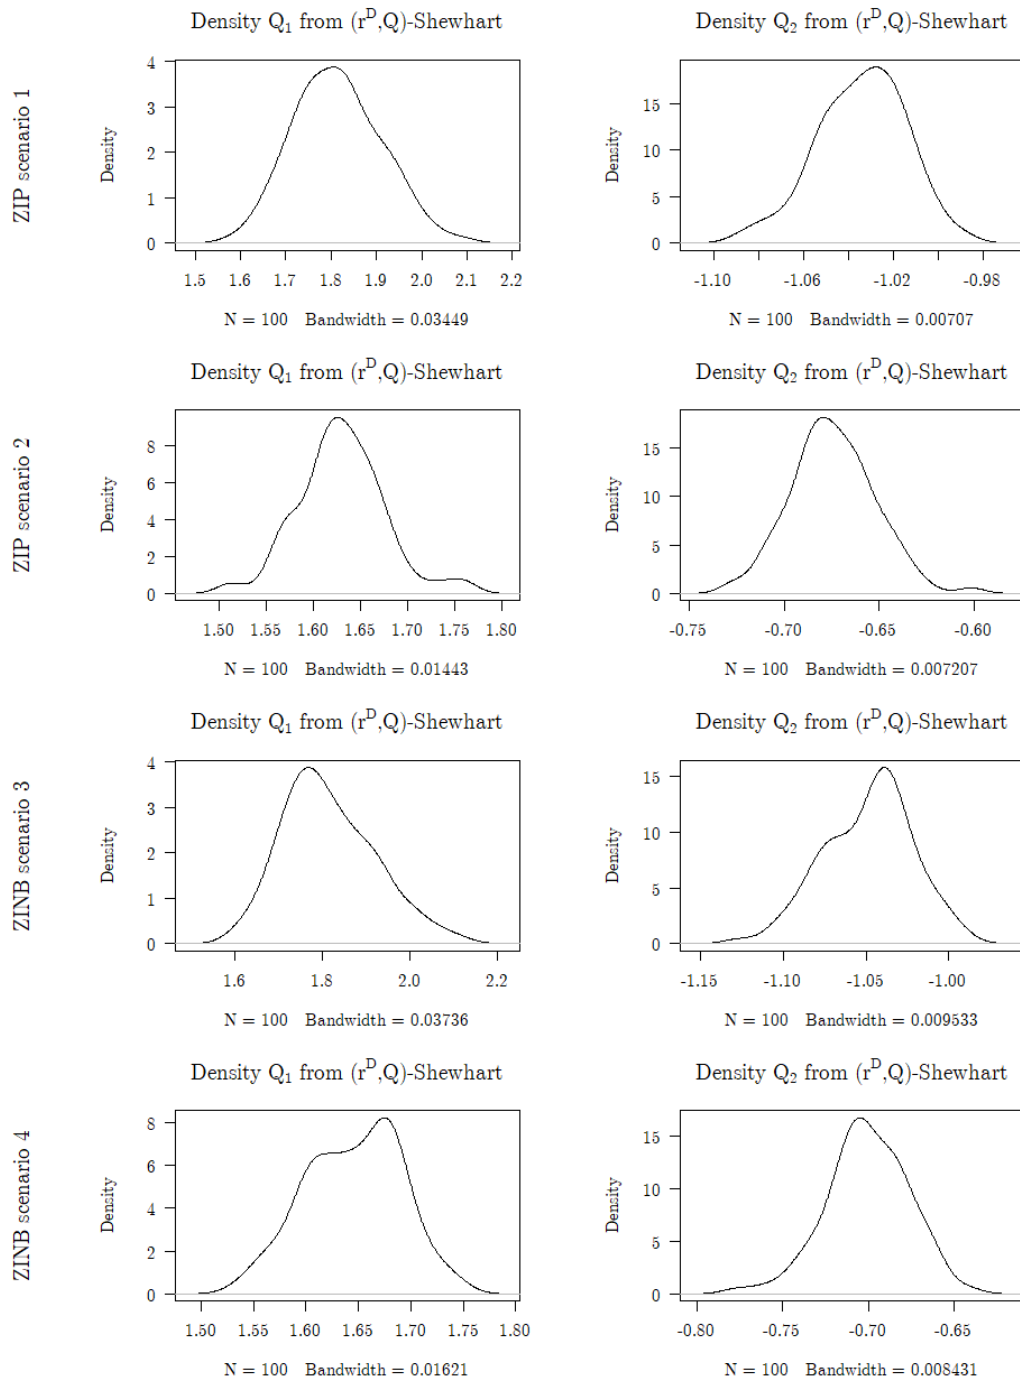 Density Q₁ from (rᴰ,Q)-Shewhart
Density Q₂ from (rᴰ,Q)-Shewhart
ZIP scenario 1
Density
4
3
2
1
0
1.5 1.6 1.7 1.8 1.9 2.0 2.1 2.2
N = 100 Bandwidth = 0.03449
Density
15
10
5
0
-1.10 -1.06 -1.02 -0.98
N = 100 Bandwidth = 0.00707
Density Q₁ from (rᴰ,Q)-Shewhart
Density Q₂ from (rᴰ,Q)-Shewhart
ZIP scenario 2
Density
8
6
4
2
0
1.50 1.55 1.60 1.65 1.70 1.75 1.80
N = 100 Bandwidth = 0.01443
Density
15
10
5
0
-0.75 -0.70 -0.65 -0.60
N = 100 Bandwidth = 0.007207
Density Q₁ from (rᴰ,Q)-Shewhart
Density Q₂ from (rᴰ,Q)-Shewhart
ZINB scenario 3
Density
4
3
2
1
0
1.6 1.8 2.0 2.2
N = 100 Bandwidth = 0.03736
Density
15
10
5
0
-1.15 -1.10 -1.05 -1.00
N = 100 Bandwidth = 0.009533
Density Q₁ from (rᴰ,Q)-Shewhart
Density Q₂ from (rᴰ,Q)-Shewhart
ZINB scenario 4
Density
8
6
4
2
0
1.50 1.55 1.60 1.65 1.70 1.75 1.80
N = 100 Bandwidth = 0.01621
Density
15
10
5
0
-0.80 -0.75 -0.70 -0.65
N = 100 Bandwidth = 0.008431